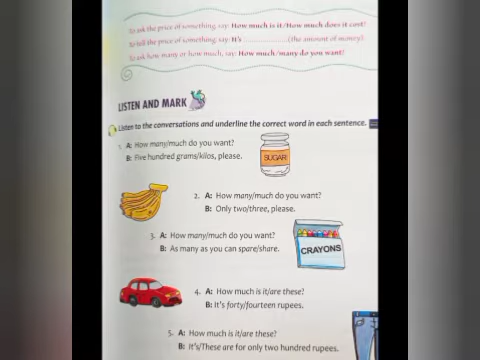 To ask the price of something, say: How much is it/How much does it cost?
To tell the price of something, say: It's ............... (the amount of money).
To ask how many or how much, say: How much/many do you want?
LISTEN AND MARK
Listen to the conversations and underline the correct word in each sentence.
1. A: How many/much do you want?
B: Five hundred grams/kilos, please.
SUGAR
2. A: How many/much do you want?
B: Only two/three, please.
3. A: How many/much do you want?
B: As many as you can spare/share.
CRAYONS
4. A: How much is it/are these?
B: It's forty/fourteen rupees.
5. A: How much is it/are these?
B: It's/These are for only two hundred rupees.